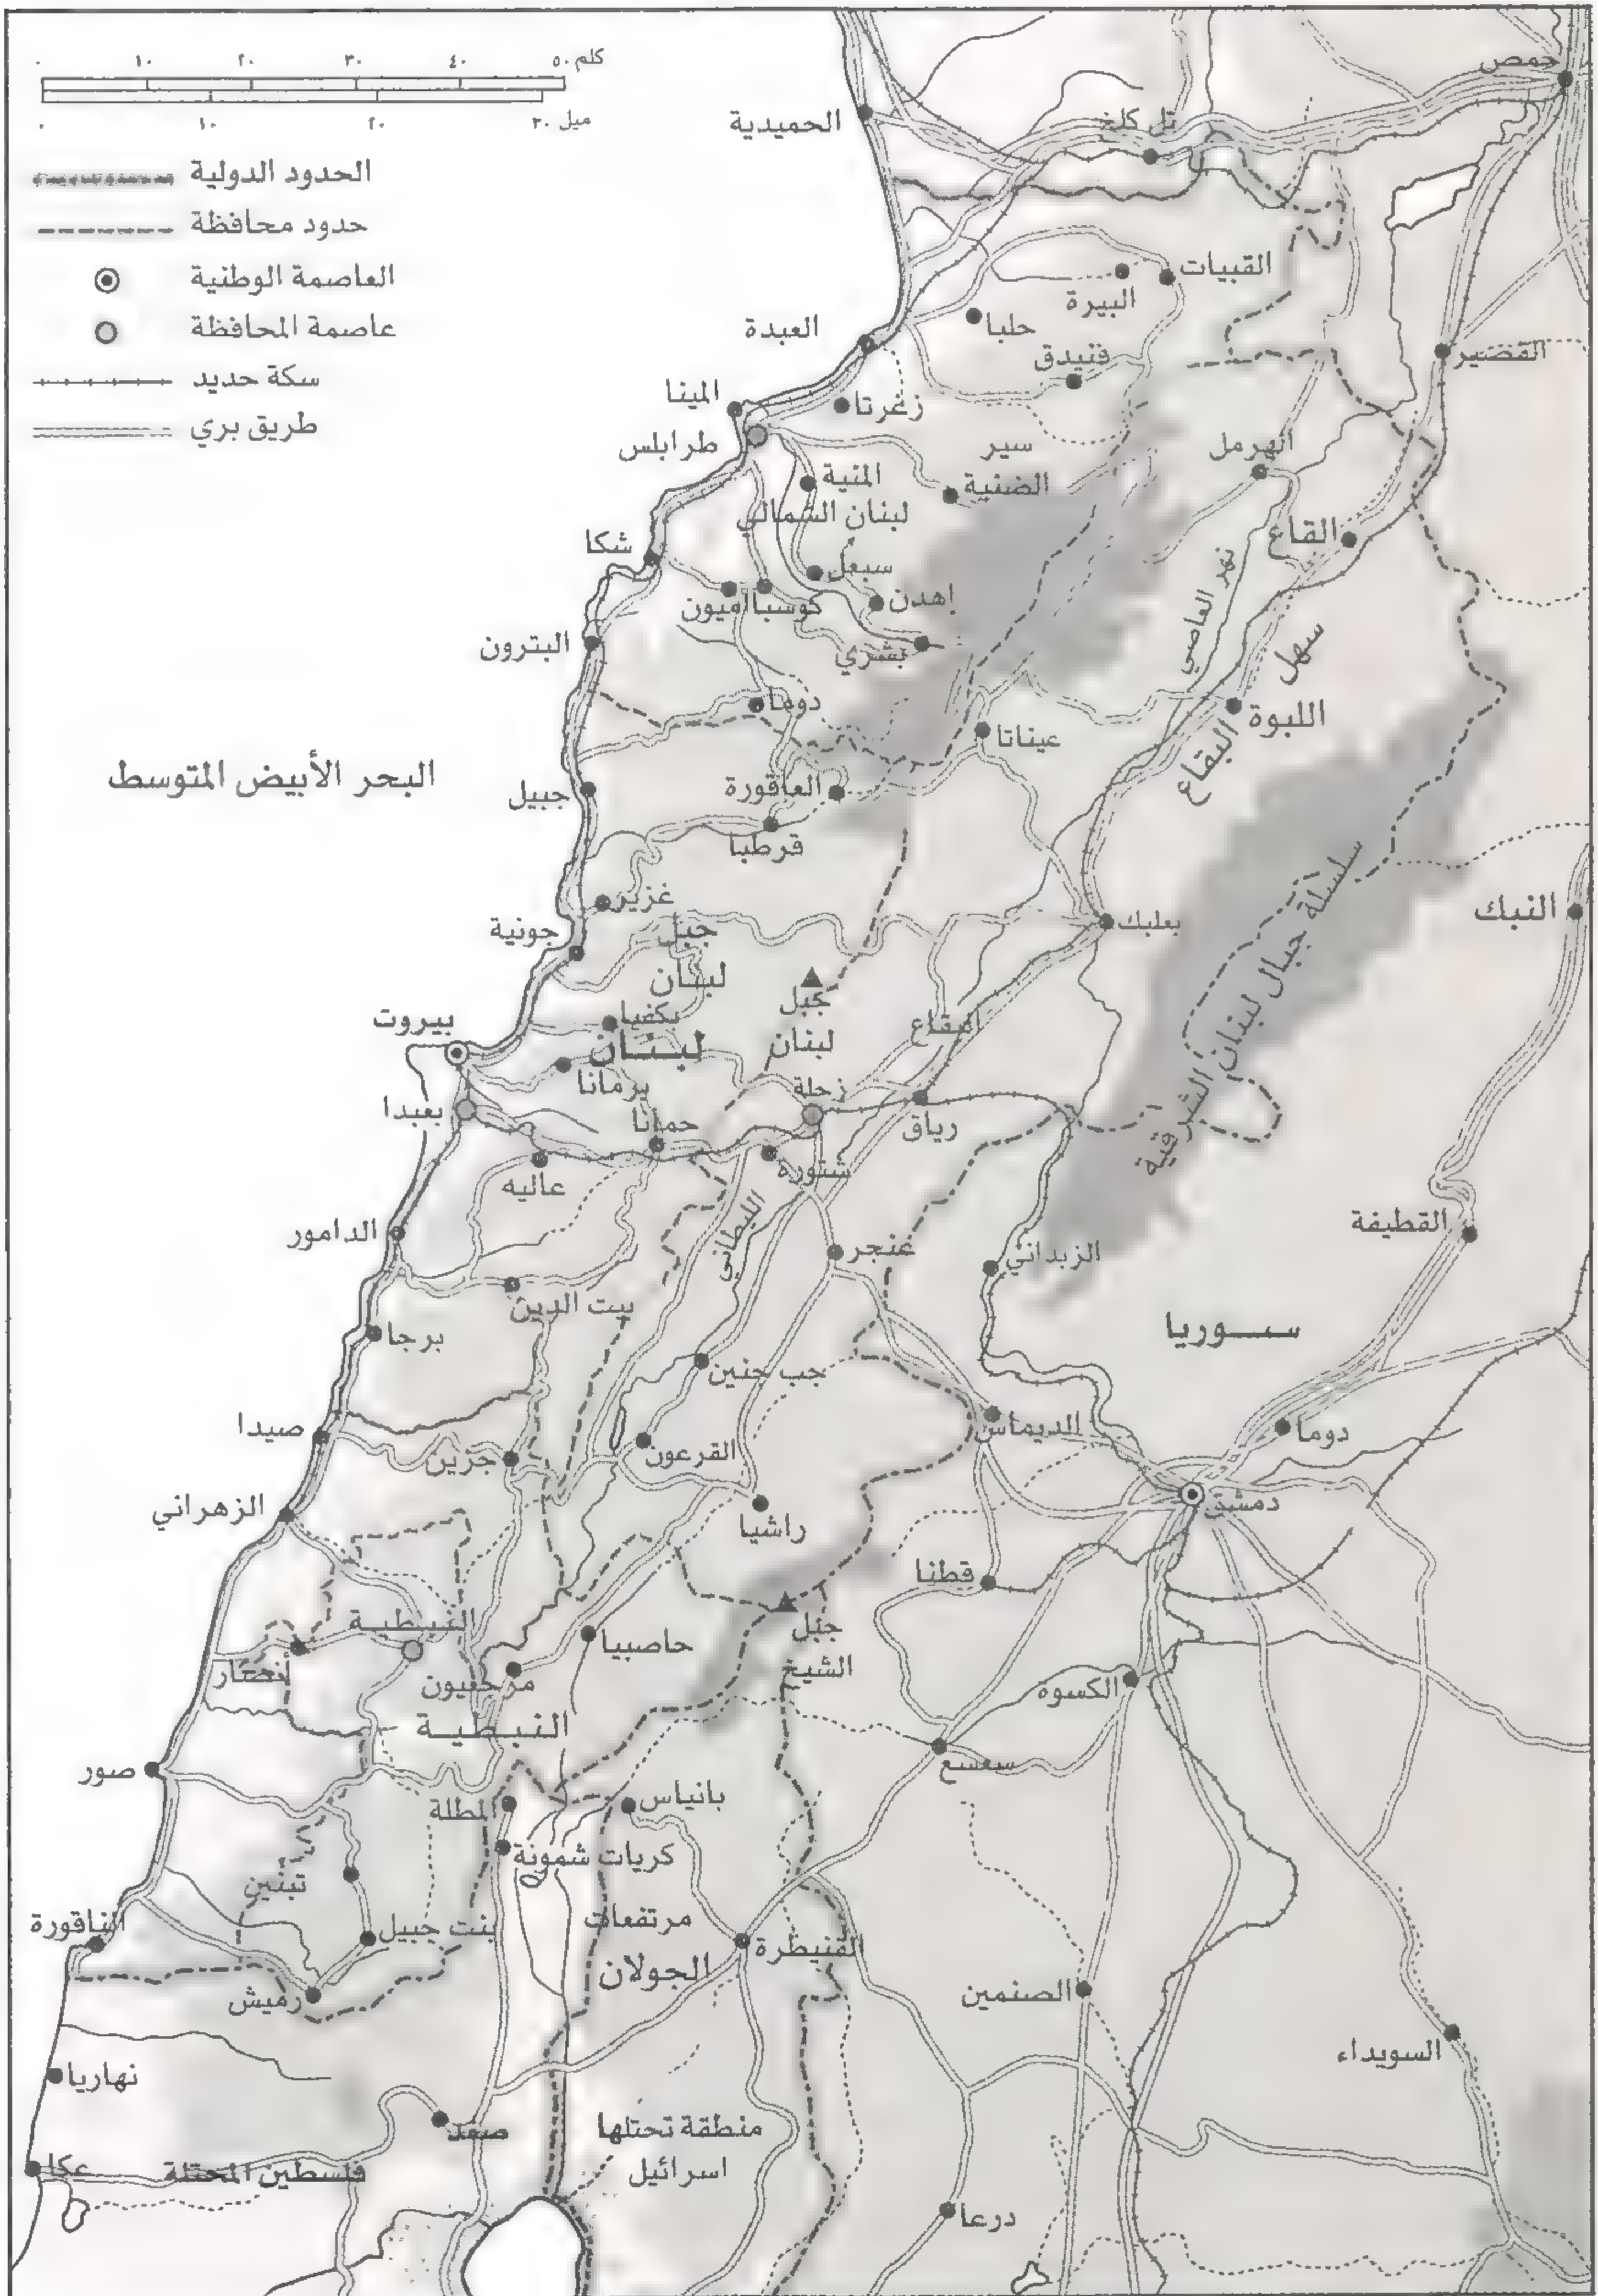 ٠ ١٠ ٢٠ ٣٠ ٤٠ ٥٠ كلم
٠ ١٠ ٢٠ ٣٠ ميل
الحدود الدولية
حدود محافظة
العاصمة الوطنية
عاصمة المحافظة
سكة حديد
طريق بري
حمص
الحميدية
تل كلخ
القبيات
البيرة
حلبا
العبدة
فنيدق
القصير
المينا
زغرتا
طرابلس
سير
الضنية
الهرمل
المنية
لبنان الشمالي
القاع
شكا
سبعل
نهر العاصي
إهدن
كوسبا
اميون
البترون
بشري
سهل
البقاع
دوما
اللبوة
عيناتا
البحر الأبيض المتوسط
العاقورة
جبيل
قرطبا
سلسلة جبال لبنان الشرقية
غزير
النبك
بعلبك
جونية
جبل
لبنان
جبل
لبنان
بكفيا
البقاع
بيروت
لبنان
برمانا
زحلة
بعبدا
حمانا
رياق
شتورة
عاليه
الليطاني
القطيفة
الدامور
عنجر
الزبداني
بيت الدين
سوريا
برجا
جب جنين
صيدا
الديماس
دوما
جزين
القرعون
دمشق
الزهراني
راشيا
قطنا
النبطية
جبل
الشيخ
حاصبيا
أنصار
مرجعيون
الكسوة
النبطية
سعسع
صور
المطلة
بانياس
كريات شمونة
تبنين
مرتفعات
الجولان
الناقورة
بنت جبيل
القنيطرة
رميش
الصنمين
السويداء
نهاريا
صفد
منطقة تحتلها
اسرائيل
عكا
فلسطين المحتلة
درعا